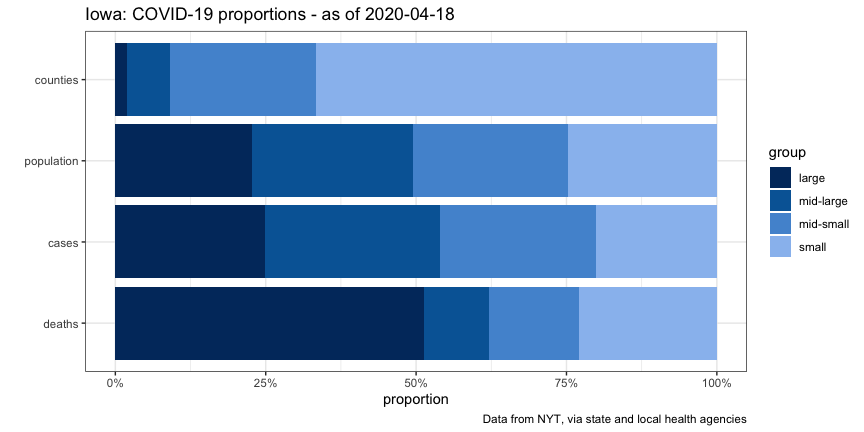 Iowa: COVID-19 proportions - as of 2020-04-18
counties
population
cases
deaths
0%
25%
50%
75%
100%
proportion
group
large
mid-large
mid-small
small
Data from NYT, via state and local health agencies